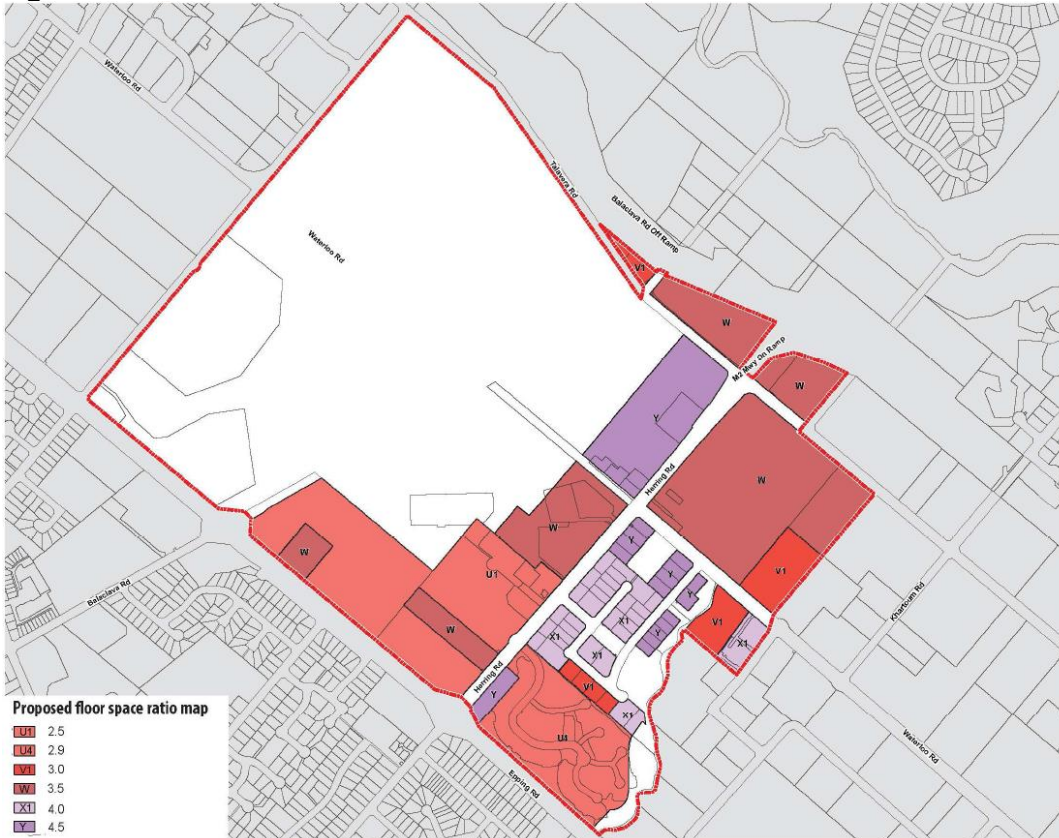 Waterloo Rd
Talavera Rd
Balaclava Rd Off Ramp
Waterloo Rd
V1
W
M2 Mwy On Ramp
W
Y
Herring Rd
W
W
Y
W
U1
Y
Y
V1
Khartoum Rd
Balaclava Rd
W
V1
X1
Y
X1
X1
Herring Rd
V1
Y
X1
U4
Waterloo Rd
Epping Rd
Proposed floor space ratio map
U1 2.5
U4 2.9
V1 3.0
W 3.5
X1 4.0
Y 4.5